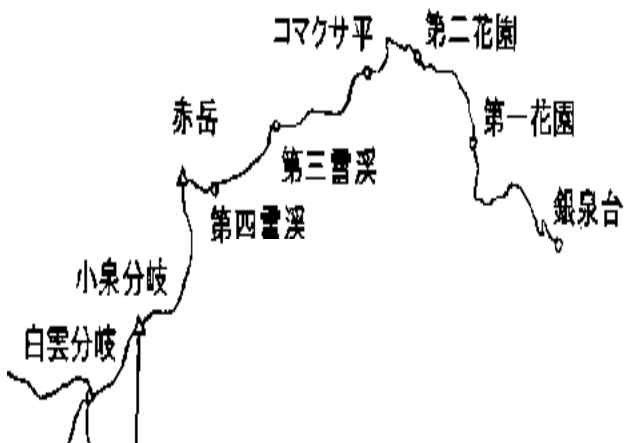 コマクサ平
第二花園
赤岳
第一花園
第三雪渓
銀泉台
第四雪渓
小泉分岐
白雲分岐